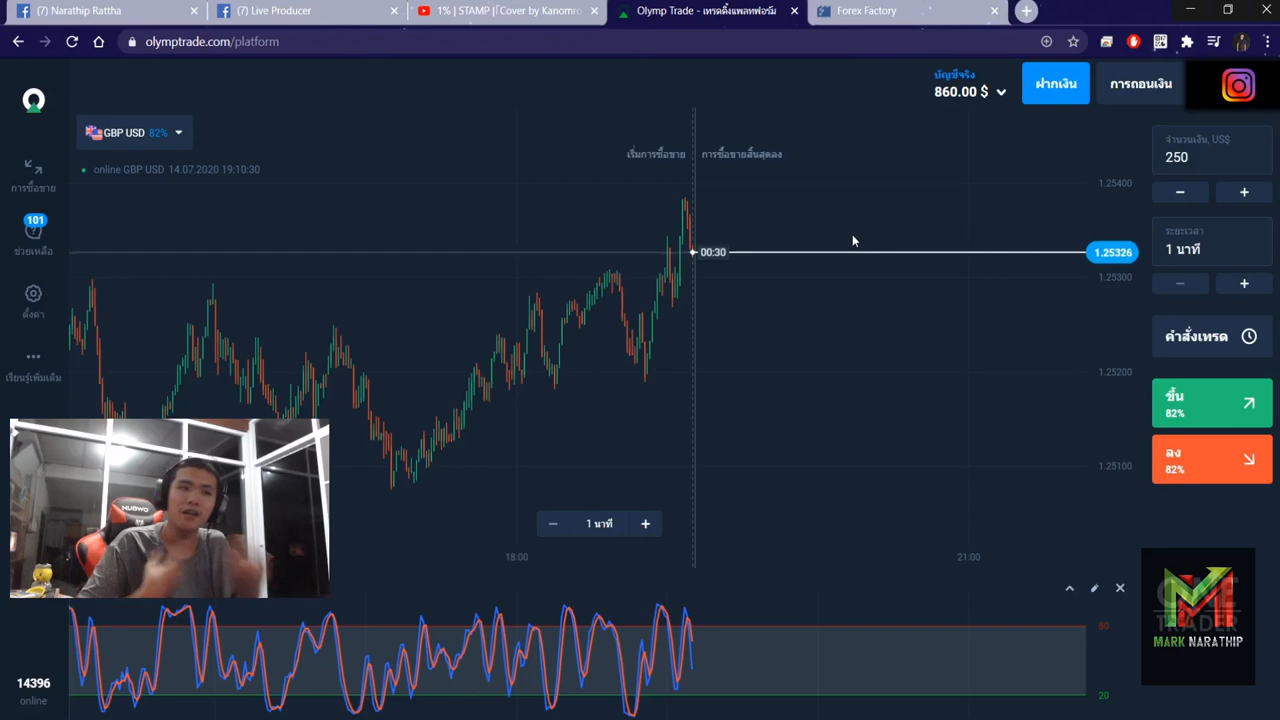 (7) Narathip Rattha
(7) Live Producer
1% | STAMP |「Cover by Kanomro
Olymp Trade - เทรดดิ้งแพลทฟอร์ม
Forex Factory
olymptrade.com/platform
บัญชีจริง
860.00 $
ฝากเงิน
การถอนเงิน
GBP USD 82%
online GBP USD 14.07.2020 19:10:30
เริ่มการซื้อขาย
การซื้อขายสิ้นสุดลง
การซื้อขาย
101
ช่วยเหลือ
ตั้งค่า
เรียนรู้เพิ่มเติม
จำนวนเงิน, US$
250
ระยะเวลา
1 นาที
คำสั่งเทรด
ขึ้น
82%
ลง
82%
1.25400
00:30
1.25326
1.25300
1.25200
1.25100
1 นาที
18:00
21:00
NUBWO
80
20
14396
online
TRADER
MARK NARATHIP